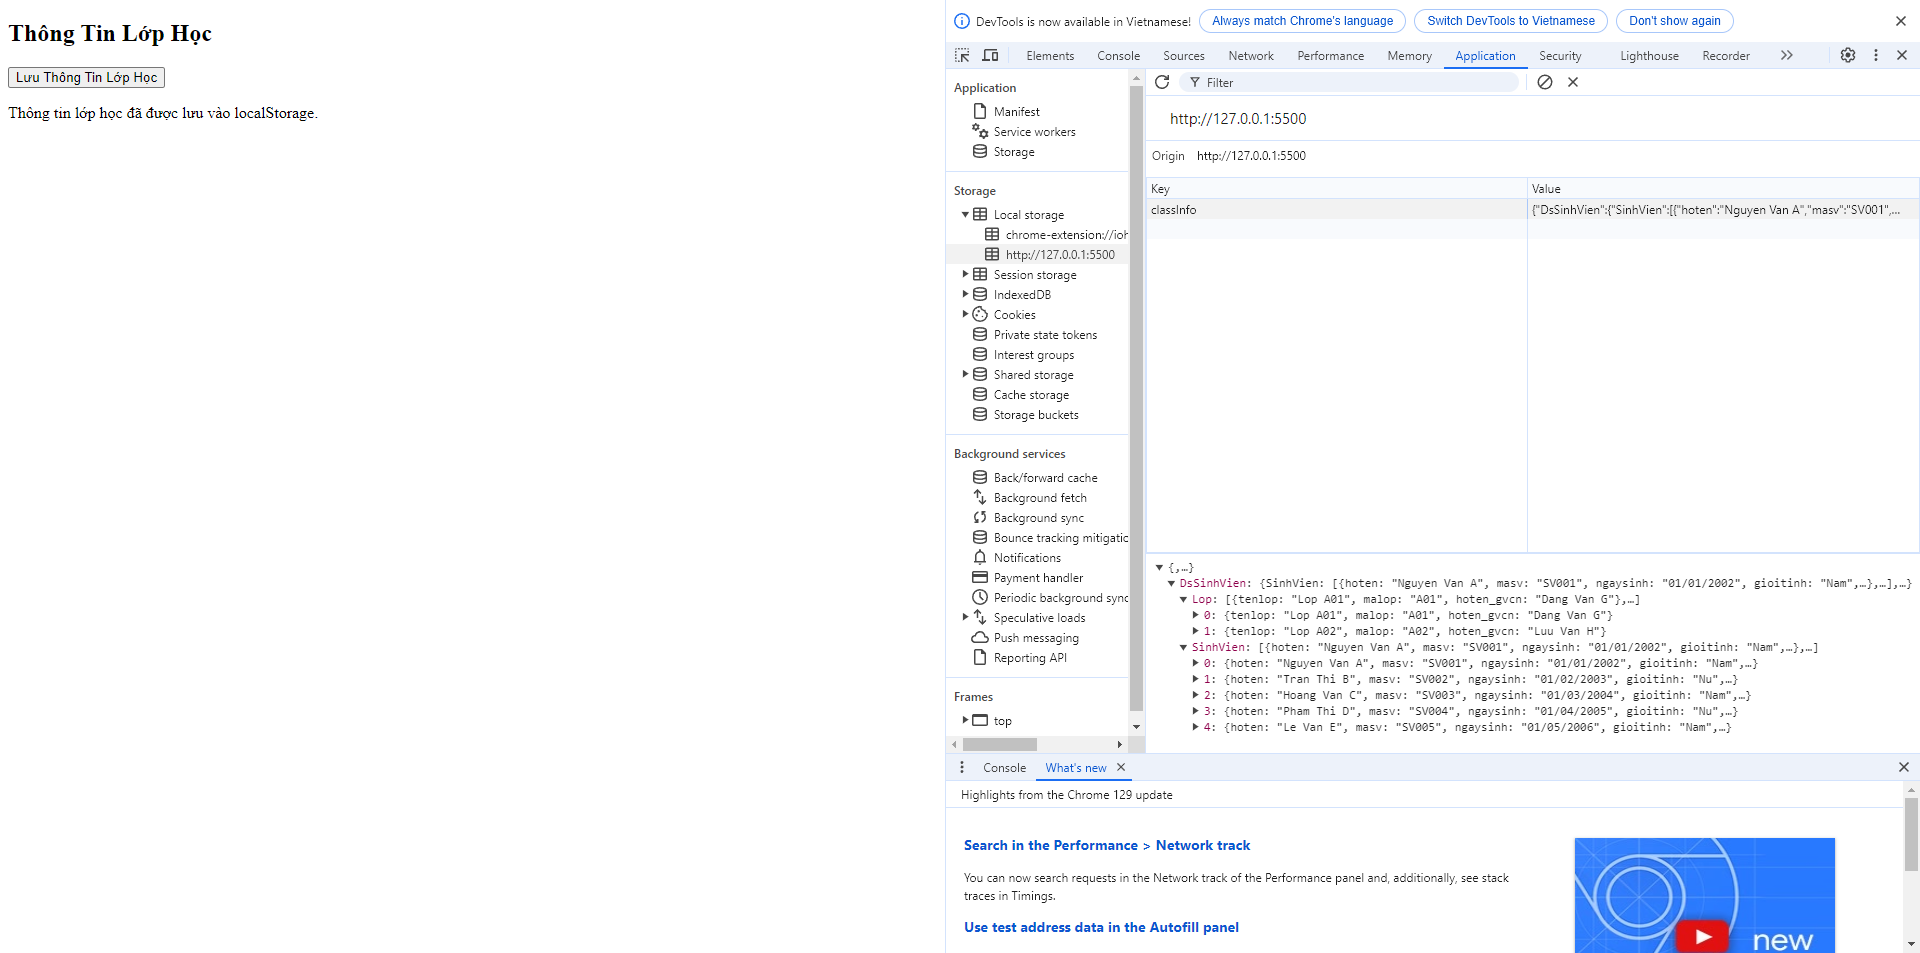 Thông Tin Lớp Học
Lưu Thông Tin Lớp Học
Thông tin lớp học đã được lưu vào localStorage.
DevTools is now available in Vietnamese! Always match Chrome's language Switch DevTools to Vietnamese Don't show again
Elements Console Sources Network Performance Memory Application Security Lighthouse Recorder
Application
Manifest
Service workers
Storage
Storage
Local storage
chrome-extension://ioh
http://127.0.0.1:5500
Session storage
IndexedDB
Cookies
Private state tokens
Interest groups
Shared storage
Cache storage
Storage buckets
Background services
Back/forward cache
Background fetch
Background sync
Bounce tracking mitigatic
Notifications
Payment handler
Periodic background sync
Speculative loads
Push messaging
Reporting API
Frames
top
Filter
http://127.0.0.1:5500
Origin http://127.0.0.1:5500
Key Value
classInfo {"DsSinhVien":{"SinhVien":[{"hoten":"Nguyen Van A","masv":"SV001",…
{,…}
DsSinhVien: {SinhVien: [{hoten: "Nguyen Van A", masv: "SV001", ngaysinh: "01/01/2002", gioitinh: "Nam",…},…],…}
Lop: [{tenlop: "Lop A01", malop: "A01", hoten_gvcn: "Dang Van G"},…]
0: {tenlop: "Lop A01", malop: "A01", hoten_gvcn: "Dang Van G"}
1: {tenlop: "Lop A02", malop: "A02", hoten_gvcn: "Luu Van H"}
SinhVien: [{hoten: "Nguyen Van A", masv: "SV001", ngaysinh: "01/01/2002", gioitinh: "Nam",…},…]
0: {hoten: "Nguyen Van A", masv: "SV001", ngaysinh: "01/01/2002", gioitinh: "Nam",…}
1: {hoten: "Tran Thi B", masv: "SV002", ngaysinh: "01/02/2003", gioitinh: "Nu",…}
2: {hoten: "Hoang Van C", masv: "SV003", ngaysinh: "01/03/2004", gioitinh: "Nam",…}
3: {hoten: "Pham Thi D", masv: "SV004", ngaysinh: "01/04/2005", gioitinh: "Nu",…}
4: {hoten: "Le Van E", masv: "SV005", ngaysinh: "01/05/2006", gioitinh: "Nam",…}
Console What's new
Highlights from the Chrome 129 update
Search in the Performance > Network track
You can now search requests in the Network track of the Performance panel and, additionally, see stack
traces in Timings.
Use test address data in the Autofill panel
new